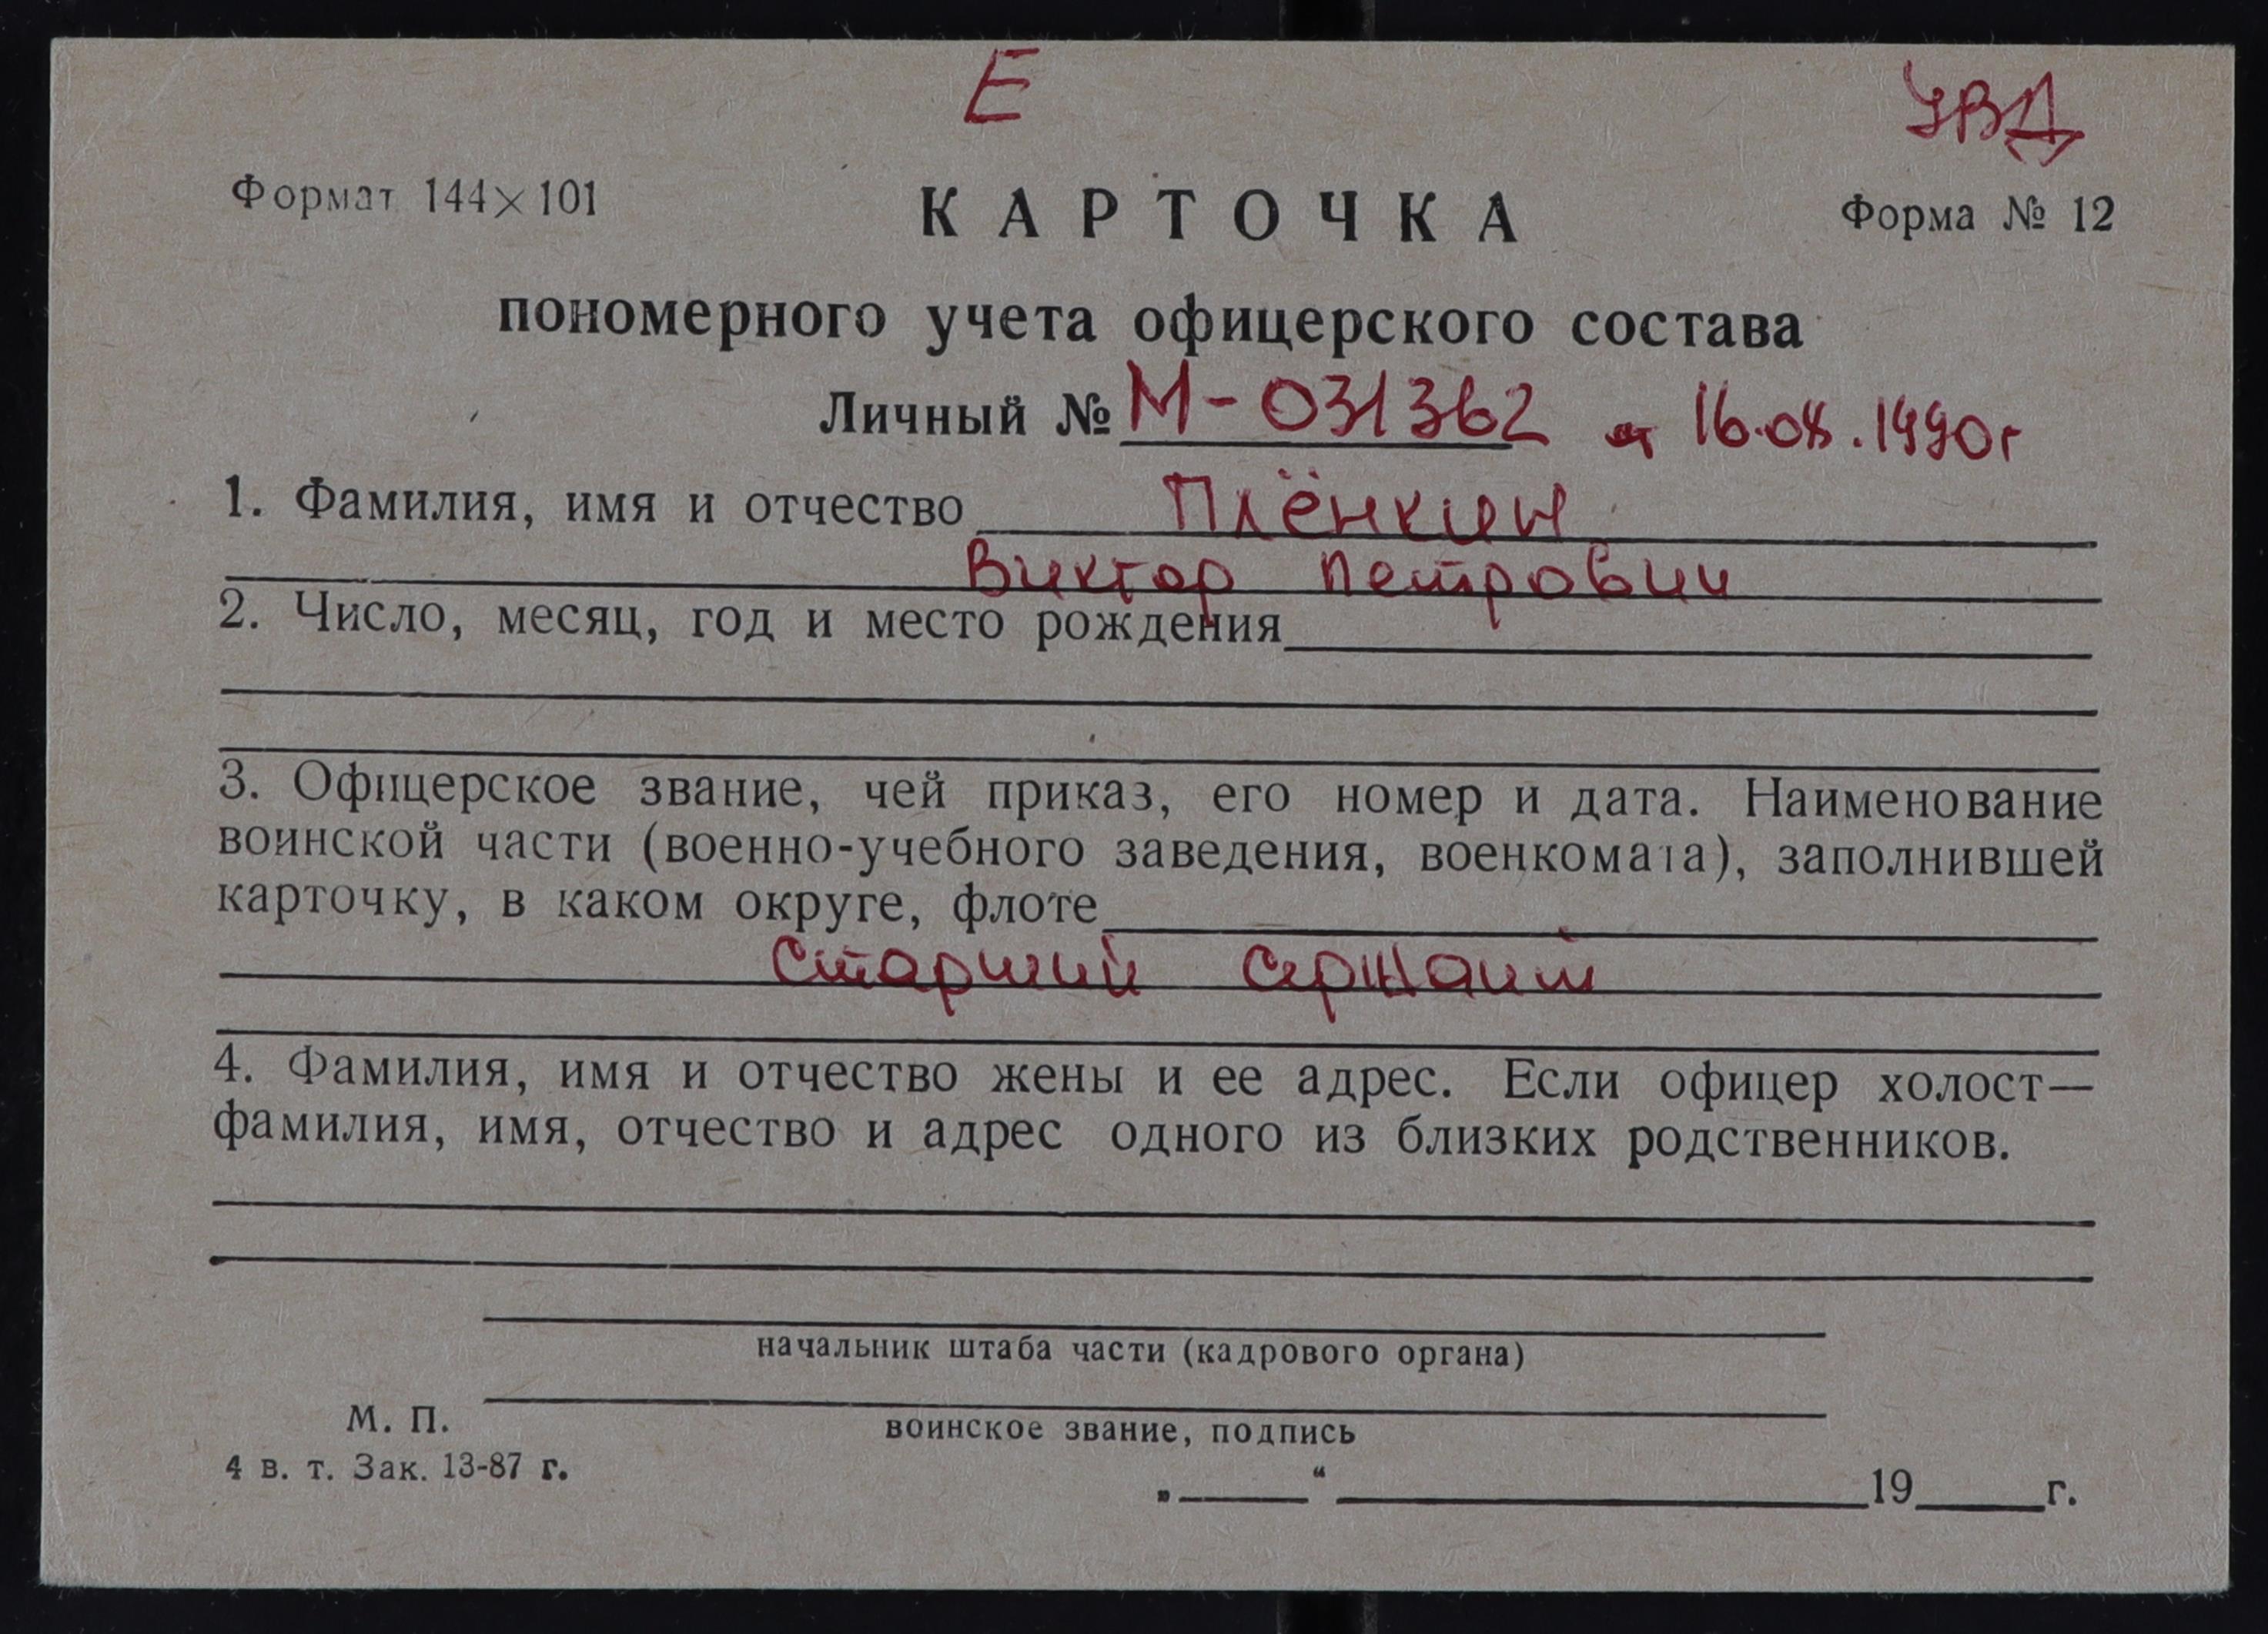 Е
УВД
Формат 144×101
КАРТОЧКА
Форма № 12
пономерного учета офицерского состава
Личный № М-031362 от 16.08.1990г
1. Фамилия, имя и отчество Плёнкин
Виктор Петрович
2. Число, месяц, год и место рождения
3. Офицерское звание, чей приказ, его номер и дата. Наименование
воинской части (военно-учебного заведения, военкомата), заполнившей
карточку, в каком округе, флоте
Старший сержант
4. Фамилия, имя и отчество жены и ее адрес. Если офицер холост—
фамилия, имя, отчество и адрес одного из близких родственников.
начальник штаба части (кадрового органа)
М. П.
воинское звание, подпись
4 в. т. Зак. 13-87 г.
„ “ 19 г.